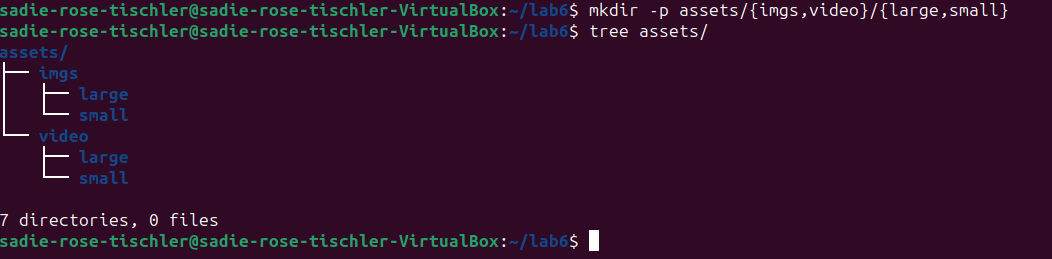 sadie-rose-tischler@sadie-rose-tischler-VirtualBox:~/lab6$ mkdir -p assets/{imgs,video}/{large,small}
sadie-rose-tischler@sadie-rose-tischler-VirtualBox:~/lab6$ tree assets/
assets/
├── imgs
│   ├── large
│   └── small
└── video
    ├── large
    └── small

7 directories, 0 files
sadie-rose-tischler@sadie-rose-tischler-VirtualBox:~/lab6$